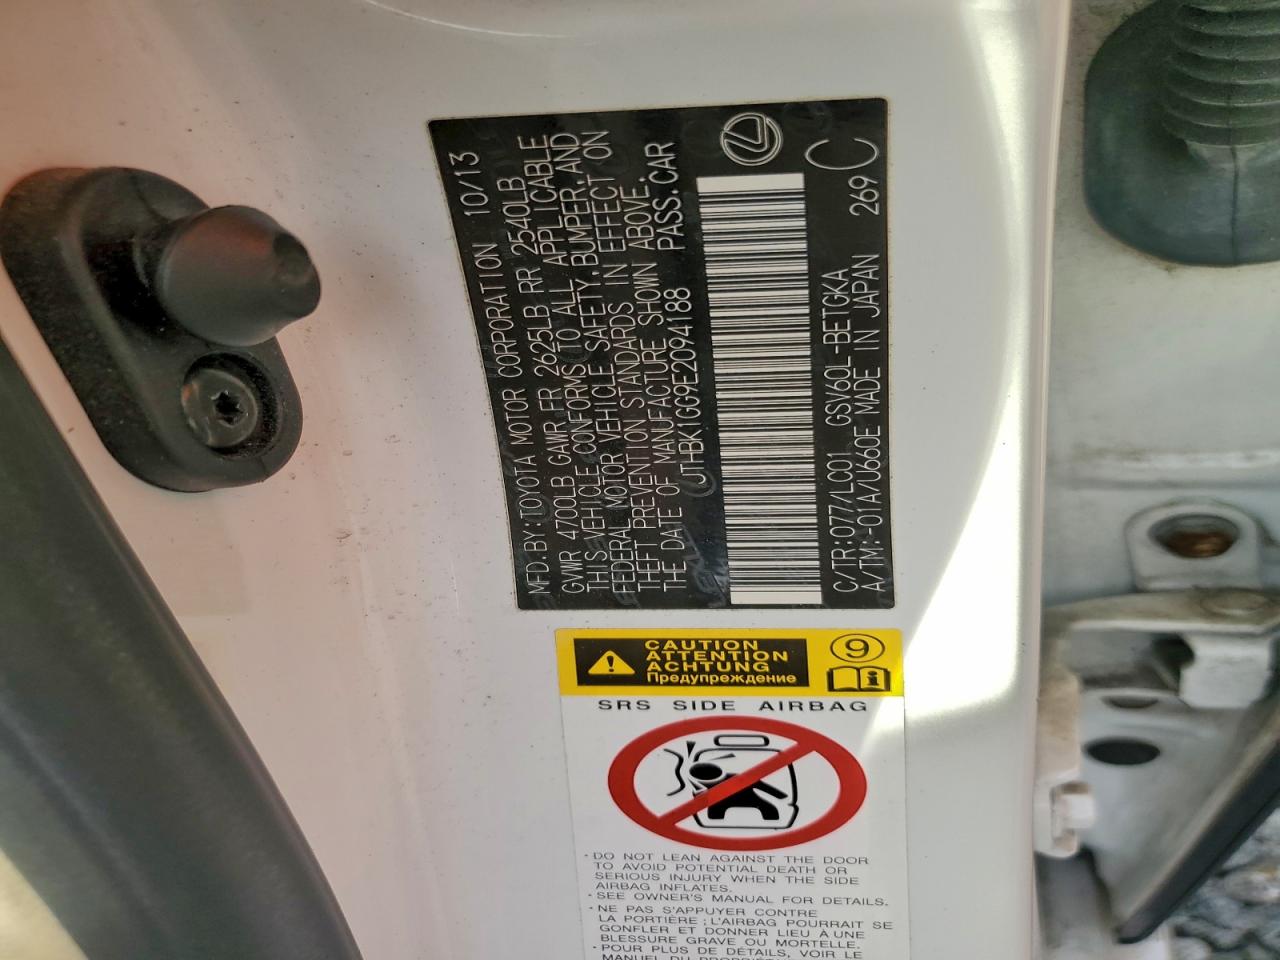 MFD.BY:TOYOTA MOTOR CORPORATION 10/13
GVWR 4700LB GAWR FR 2625LB RR 2540LB
THIS VEHICLE CONFORMS TO ALL APPLICABLE
FEDERAL MOTOR VEHICLE SAFETY,BUMPER,AND
THEFT PREVENTION STANDARDS IN EFFECT ON
THE DATE OF MANUFACTURE SHOWN ABOVE.
JTHBK1GG9E2094188 PASS.CAR
C/TR:077/LC01 GSV60L-BETGKA
A/TM:-01A/U660E MADE IN JAPAN 269 C
CAUTION
ATTENTION
ACHTUNG
Предупреждение
9
SRS SIDE AIRBAG
- DO NOT LEAN AGAINST THE DOOR
TO AVOID POTENTIAL DEATH OR
SERIOUS INJURY WHEN THE SIDE
AIRBAG INFLATES.
- SEE OWNER'S MANUAL FOR DETAILS.
- NE PAS S'APPUYER CONTRE
LA PORTIÈRE ; L'AIRBAG POURRAIT SE
GONFLER ET DONNER LIEU À UNE
BLESSURE GRAVE OU MORTELLE.
- POUR PLUS DE DÉTAILS, VOIR LE
MANUEL DU